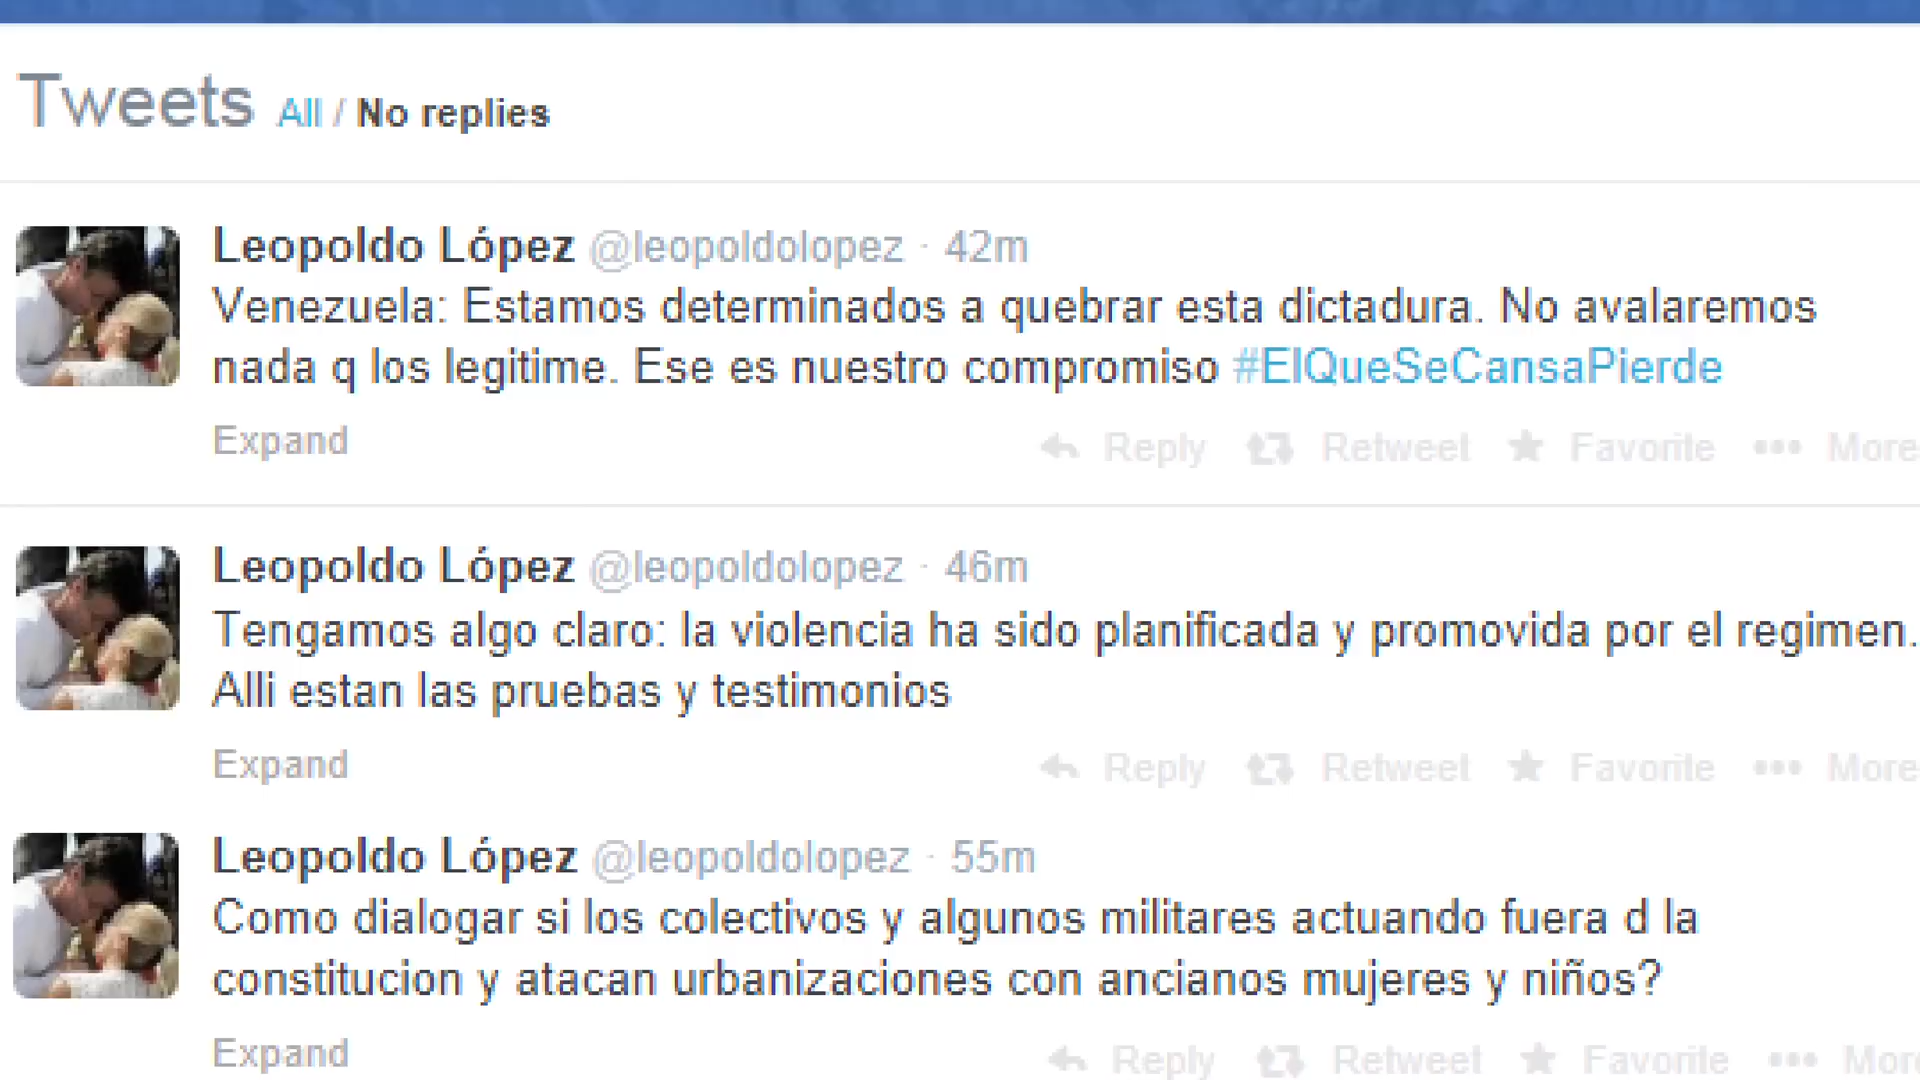 Tweets All / No replies
Leopoldo López @leopoldolopez · 42m
Venezuela: Estamos determinados a quebrar esta dictadura. No avalaremos
nada q los legitime. Ese es nuestro compromiso #ElQueSeCansaPierde
Expand Reply Retweet Favorite ••• More
Leopoldo López @leopoldolopez · 46m
Tengamos algo claro: la violencia ha sido planificada y promovida por el regimen.
Alli estan las pruebas y testimonios
Expand Reply Retweet Favorite ••• More
Leopoldo López @leopoldolopez · 55m
Como dialogar si los colectivos y algunos militares actuando fuera d la
constitucion y atacan urbanizaciones con ancianos mujeres y niños?
Expand Reply Retweet Favorite ••• More